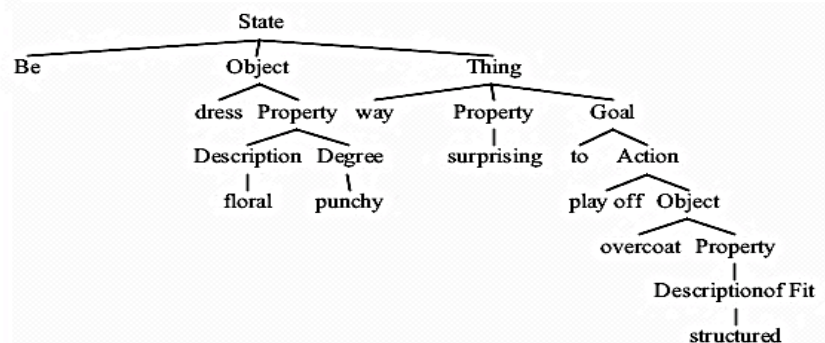 State
Be Object Thing
dress Property way Property Goal
Description Degree surprising to Action
floral punchy play off Object
overcoat Property
Descriptionof Fit
structured